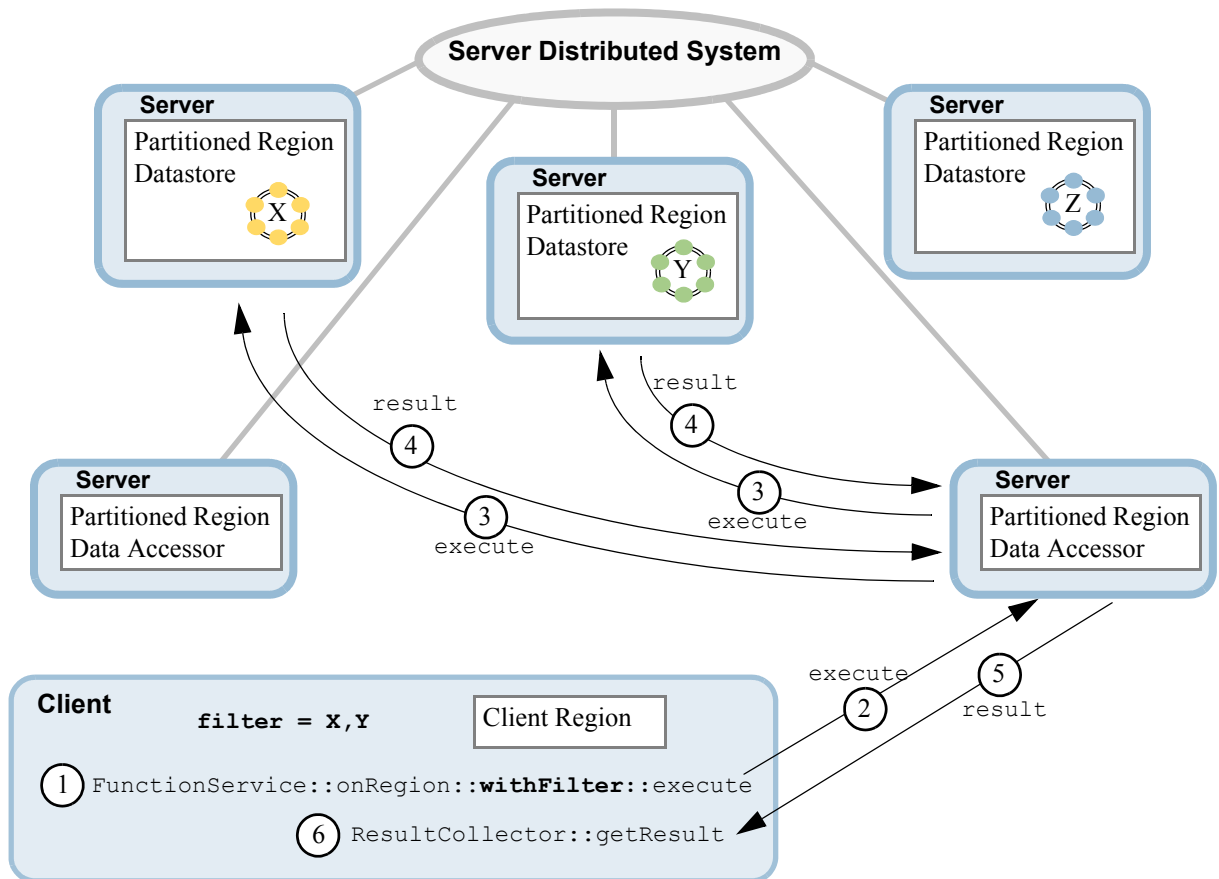 Server Distributed System
Server
Partitioned Region
Datastore
X
Server
Partitioned Region
Datastore
Y
Server
Partitioned Region
Datastore
Z
result
4
3
execute
result
4
3
execute
Server
Partitioned Region
Data Accessor
Server
Partitioned Region
Data Accessor
execute
2
5
result
Client
filter = X,Y
Client Region
1 FunctionService::onRegion::withFilter::execute
6 ResultCollector::getResult